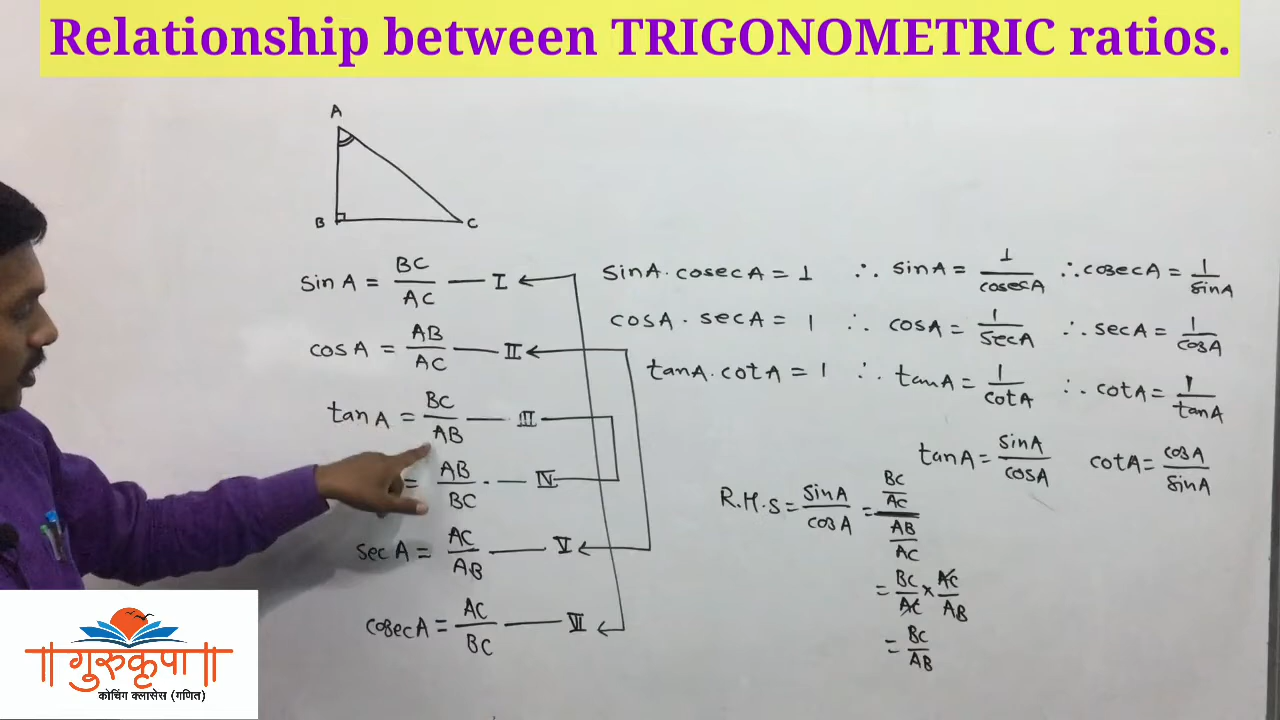 Relationship between TRIGONOMETRIC ratios.
A
B
C
sin A = BC/AC — I
cos A = AB/AC — II
tan A = BC/AB — III
= AB/BC . — IV
sec A = AC/AB — V
cosec A = AC/BC — VI
sinA . cosecA = 1 ∴ sinA = 1/cosecA ∴ cosecA = 1/sinA
cosA . secA = 1 ∴ cosA = 1/secA ∴ secA = 1/cosA
tanA . cotA = 1 ∴ tanA = 1/cotA ∴ cotA = 1/tanA
tanA = sinA/cosA cotA = cosA/sinA
R.H.S = sinA/cosA = BC/AC / AB/AC
= BC/AC × AC/AB
= BC/AB
॥गुरुकृपा॥
कोचिंग क्लासेस (गणित)